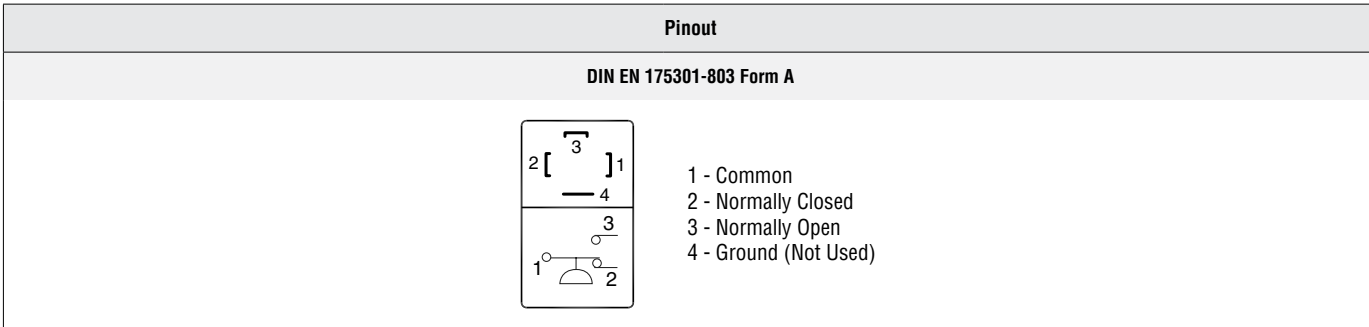 Pinout
DIN EN 175301-803 Form A
3
2
1
4
1 - Common
2 - Normally Closed
3 - Normally Open
4 - Ground (Not Used)
3
1
2